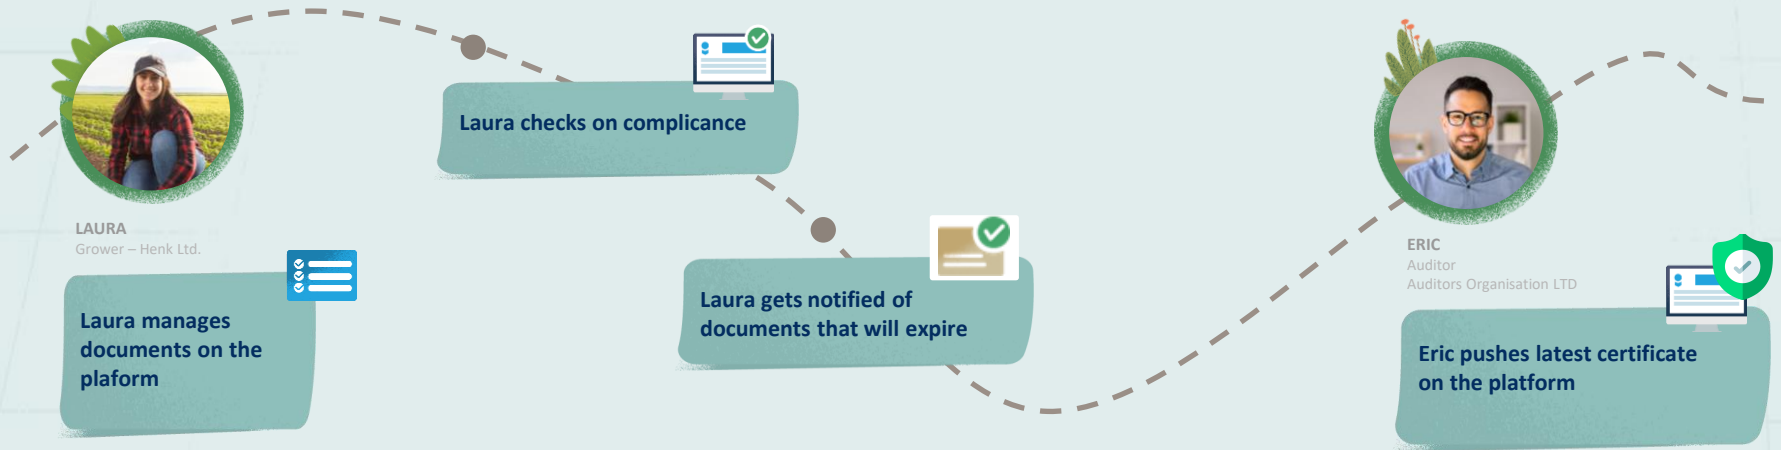 LAURA
Grower – Henk Ltd.
Laura manages
documents on the
plaform
Laura checks on complicance
Laura gets notified of
documents that will expire
ERIC
Auditor
Auditors Organisation LTD
Eric pushes latest certificate
on the platform